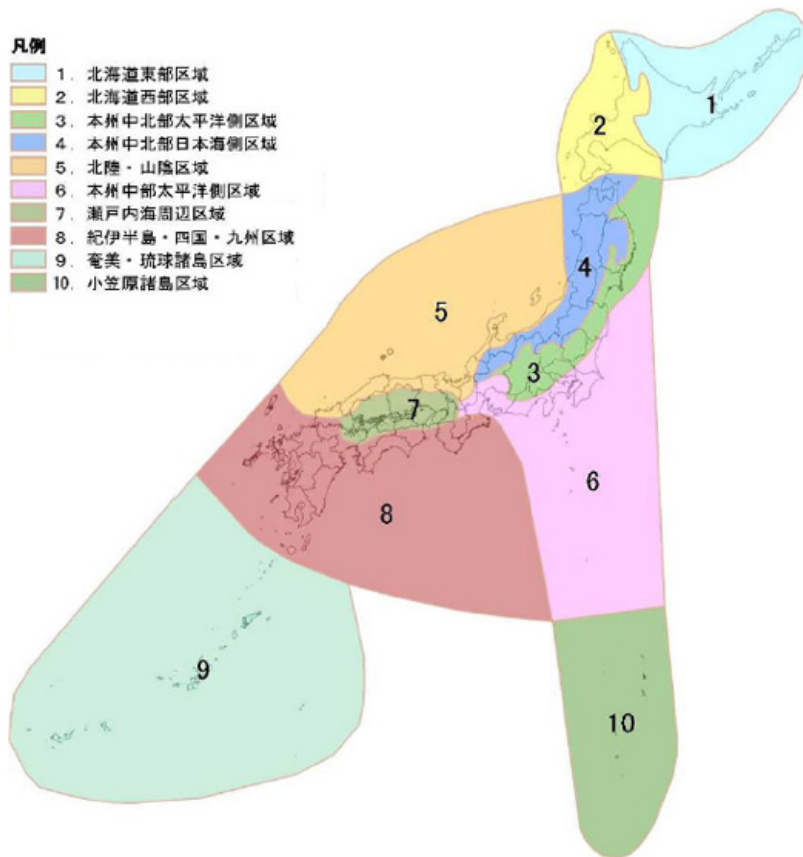 凡例
1. 北海道東部区域
2. 北海道西部区域
3. 本州中北部太平洋側区域
4. 本州中北部日本海側区域
5. 北陸・山陰区域
6. 本州中部太平洋側区域
7. 瀬戸内海周辺区域
8. 紀伊半島・四国・九州区域
9. 奄美・琉球諸島区域
10. 小笠原諸島区域
1
2
4
5
3
7
6
8
9
10